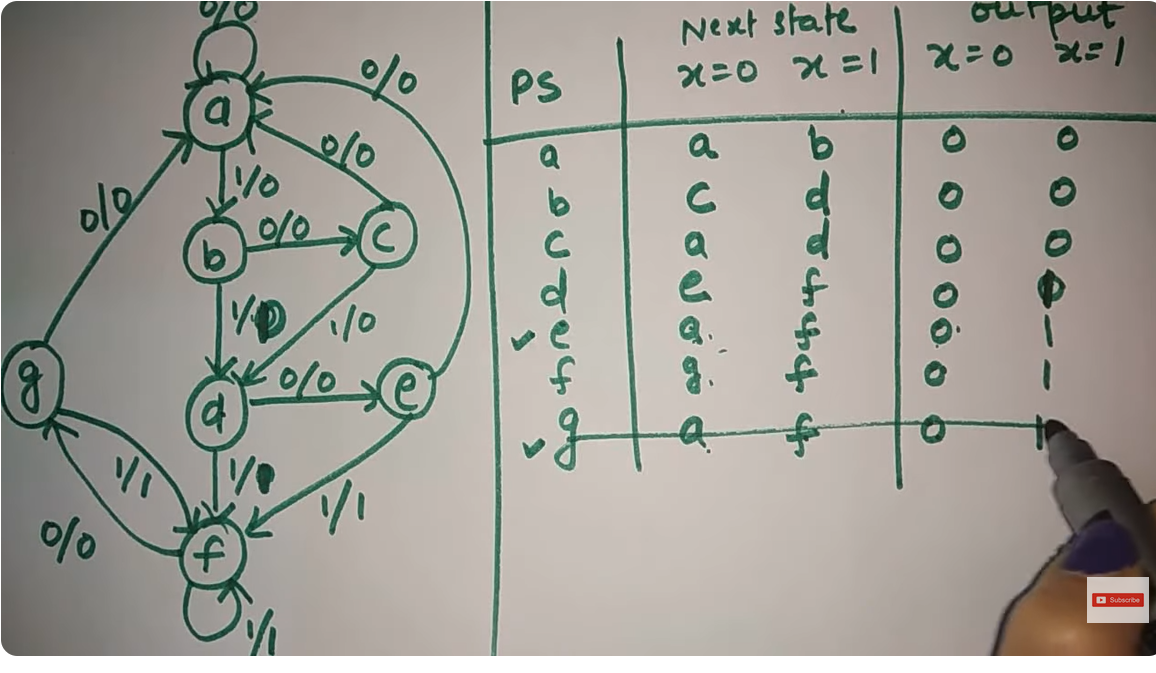 0/0
a
0/0
0/0
0/0
1/0
b
0/0
c
1/0
1/0
g
d
0/0
e
1/1
1/1
1/1
0/0
f
1/1
Next state output
PS x=0 x=1 x=0 x=1
a a b 0 0
b c d 0 0
c a d 0 0
d e f 0
✓ e a. f 0. 1
f g. f 0 1
✓ g a. f 0 1
Subscribe